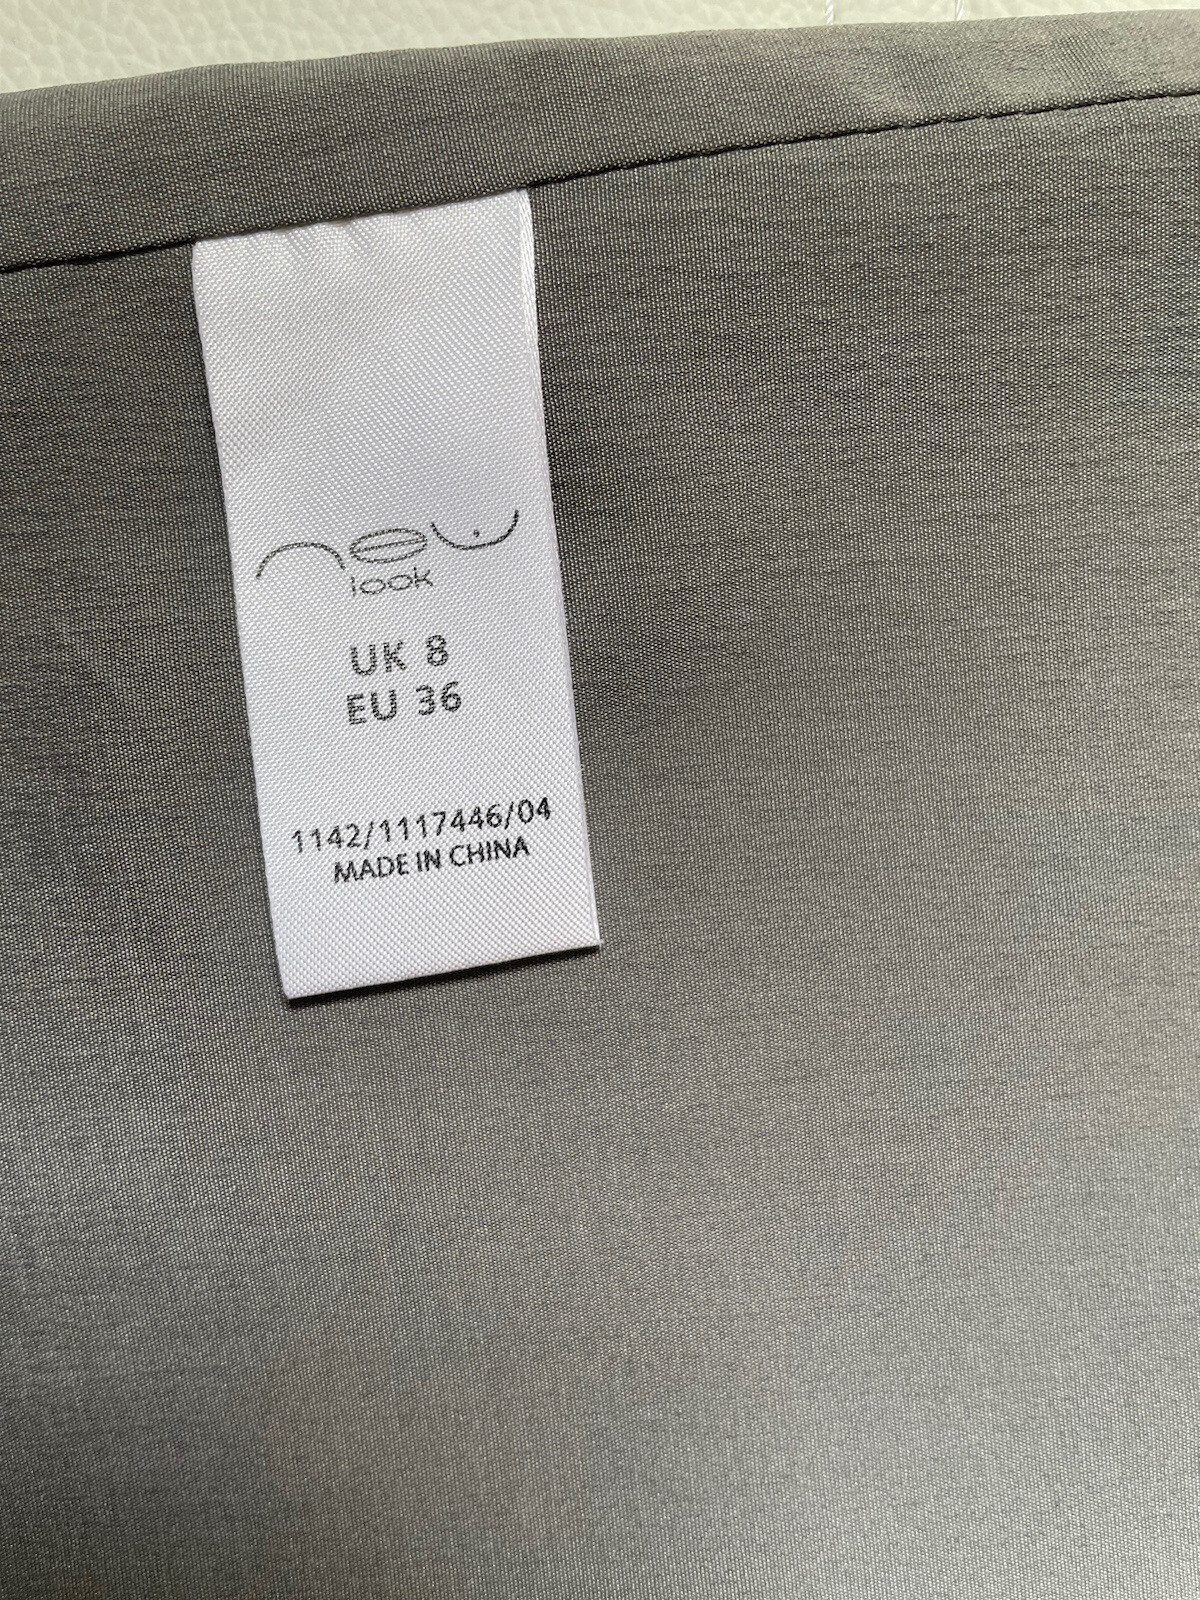 new
look
UK 8
EU 36
1142/1117446/04
MADE IN CHINA